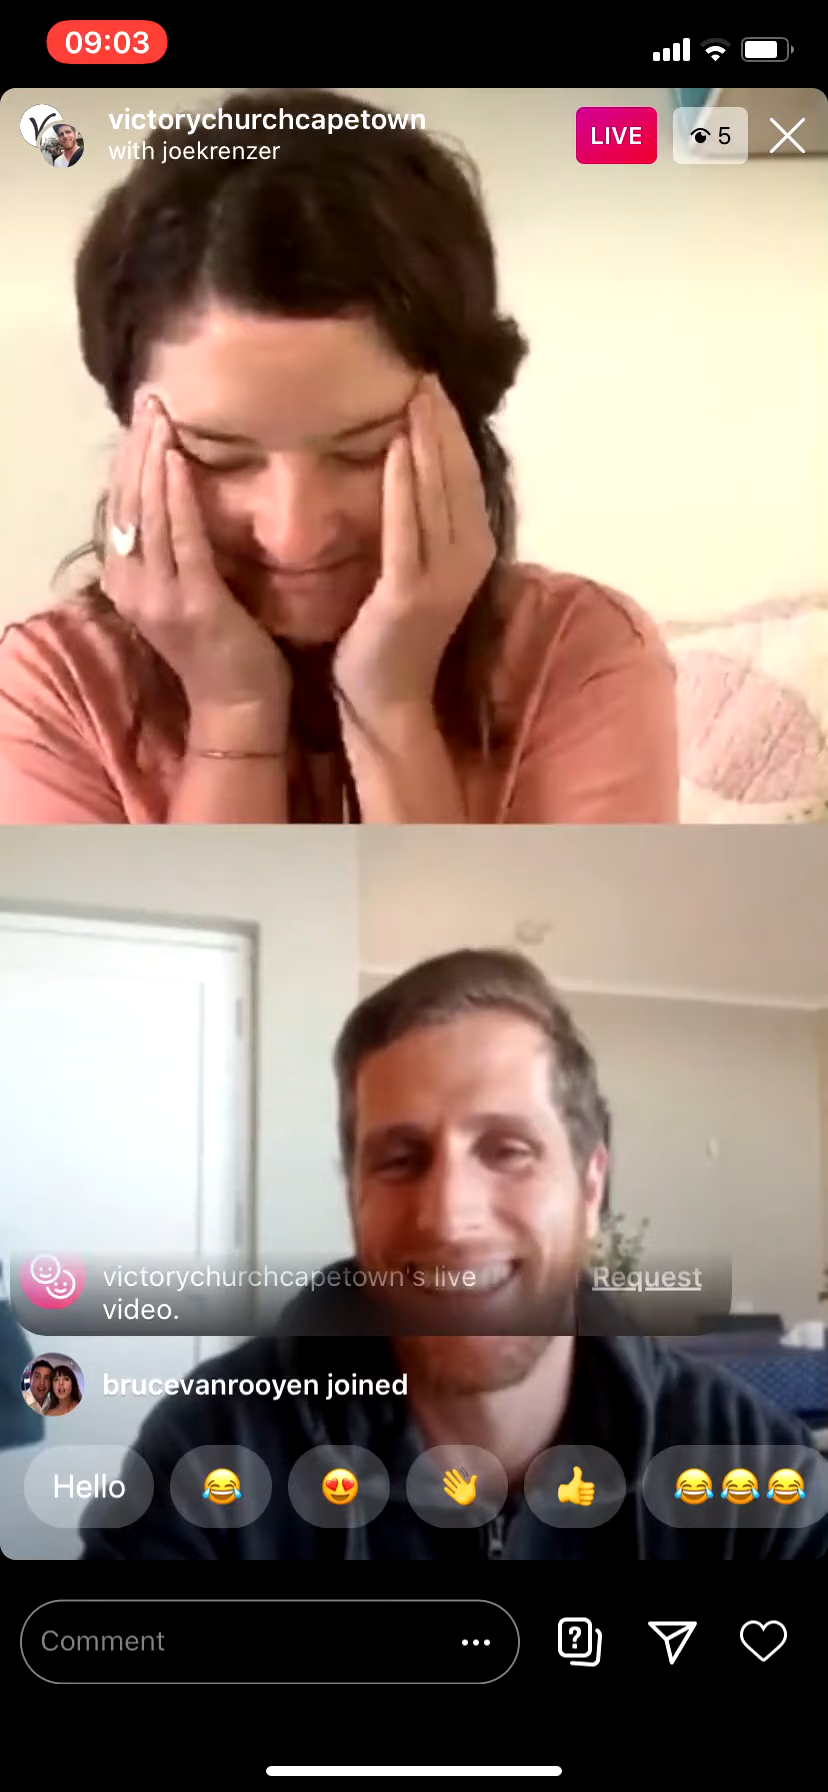 09:03
victorychurchcapetown
with joekrenzer
LIVE
5
victorychurchcapetown's live
video.
Request
brucevanrooyen joined
Hello
Comment